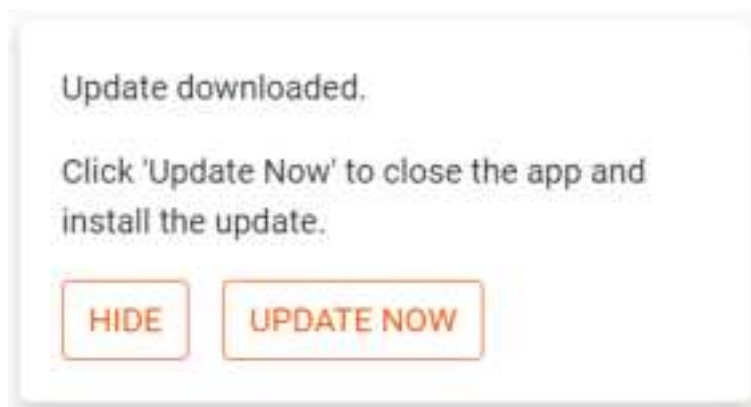 Update downloaded.
Click 'Update Now' to close the app and
install the update.
HIDE UPDATE NOW